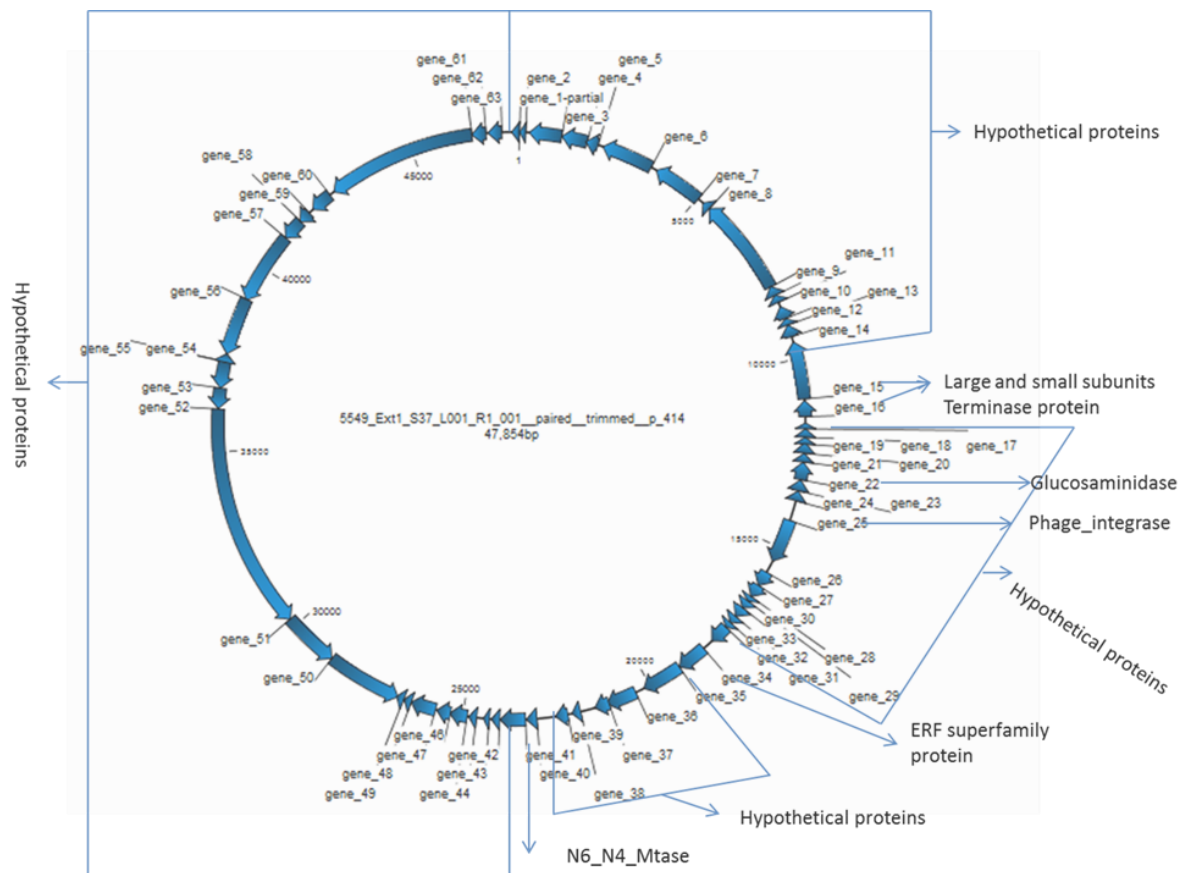 gene_61
gene_62
gene_63
gene_2
gene_1-partial
gene_3
gene_5
gene_4
gene_6
gene_7
gene_8
gene_9
gene_11
gene_10
gene_13
gene_12
gene_14
gene_15
gene_16
gene_19
gene_18
gene_17
gene_21
gene_20
gene_22
gene_24
gene_23
gene_25
gene_26
gene_27
gene_30
gene_28
gene_33
gene_32
gene_31
gene_29
gene_34
gene_35
gene_36
gene_39
gene_37
gene_41
gene_40
gene_38
gene_42
gene_43
gene_44
gene_46
gene_47
gene_48
gene_49
gene_50
gene_51
gene_52
gene_53
gene_55
gene_54
gene_56
gene_57
gene_59
gene_58
gene_60
1
5000
10000
15000
20000
25000
30000
35000
40000
45000
5549_Ext1_S37_L001_R1_001__paired__trimmed__p_414
47,854bp
Hypothetical proteins
Large and small subunits
Terminase protein
Glucosaminidase
Phage_integrase
Hypothetical proteins
ERF superfamily
protein
Hypothetical proteins
N6_N4_Mtase
Hypothetical proteins